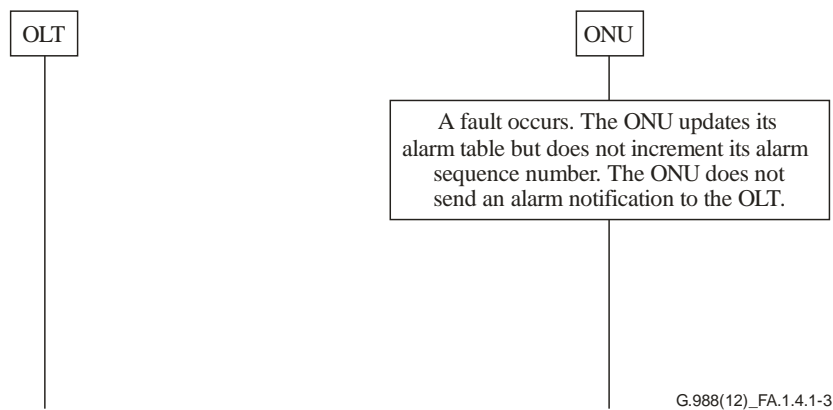 OLT
ONU
A fault occurs. The ONU updates its
alarm table but does not increment its alarm
sequence number. The ONU does not
send an alarm notification to the OLT.
G.988(12)_FA.1.4.1-3